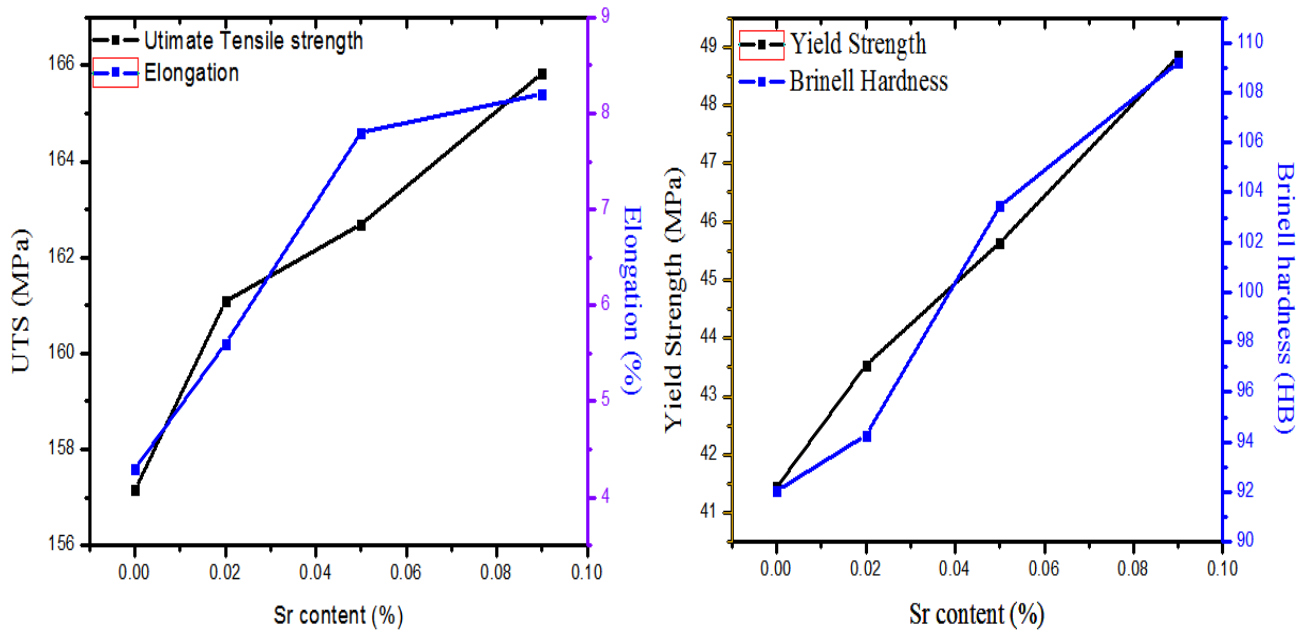 Utimate Tensile strength
Elongation
UTS (MPa)
166
164
162
160
158
156
9
8
7
6
5
4
Elongation (%)
0.00 0.02 0.04 0.06 0.08 0.10
Sr content (%)
Yield Strength
Brinell Hardness
Yield Strength (MPa)
49
48
47
46
45
44
43
42
41
110
108
106
104
102
100
98
96
94
92
90
Brinell hardness (HB)
0.00 0.02 0.04 0.06 0.08 0.10
Sr content (%)